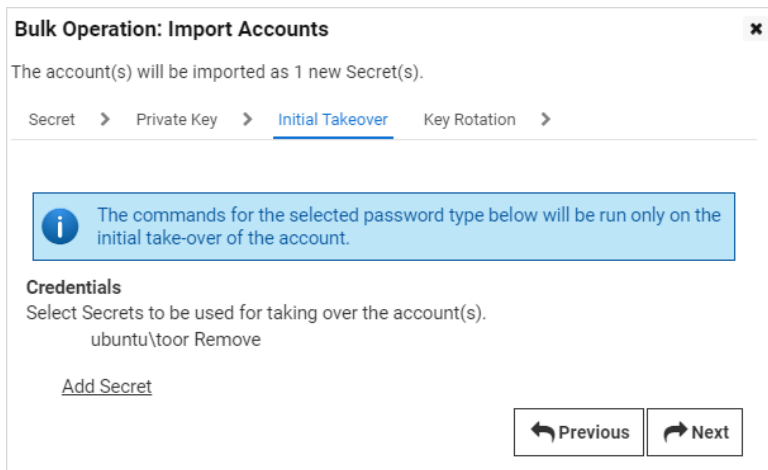 Bulk Operation: Import Accounts
The account(s) will be imported as 1 new Secret(s).
Secret > Private Key > Initial Takeover Key Rotation >
The commands for the selected password type below will be run only on the
initial take-over of the account.
Credentials
Select Secrets to be used for taking over the account(s).
ubuntu\toor Remove
Add Secret
Previous Next